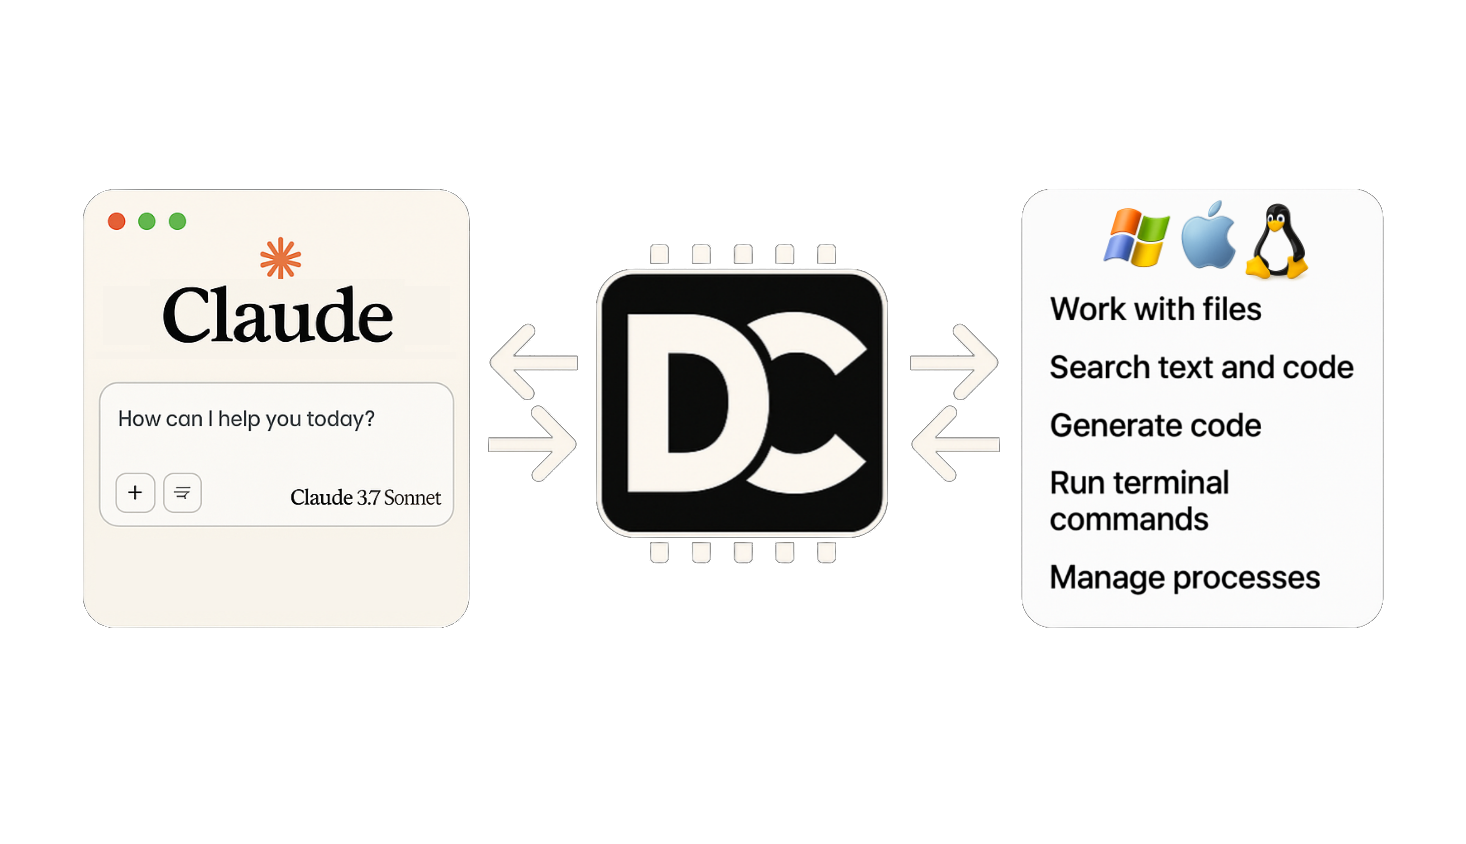 Claude
How can I help you today?
Claude 3.7 Sonnet
DC
Work with files
Search text and code
Generate code
Run terminal
commands
Manage processes